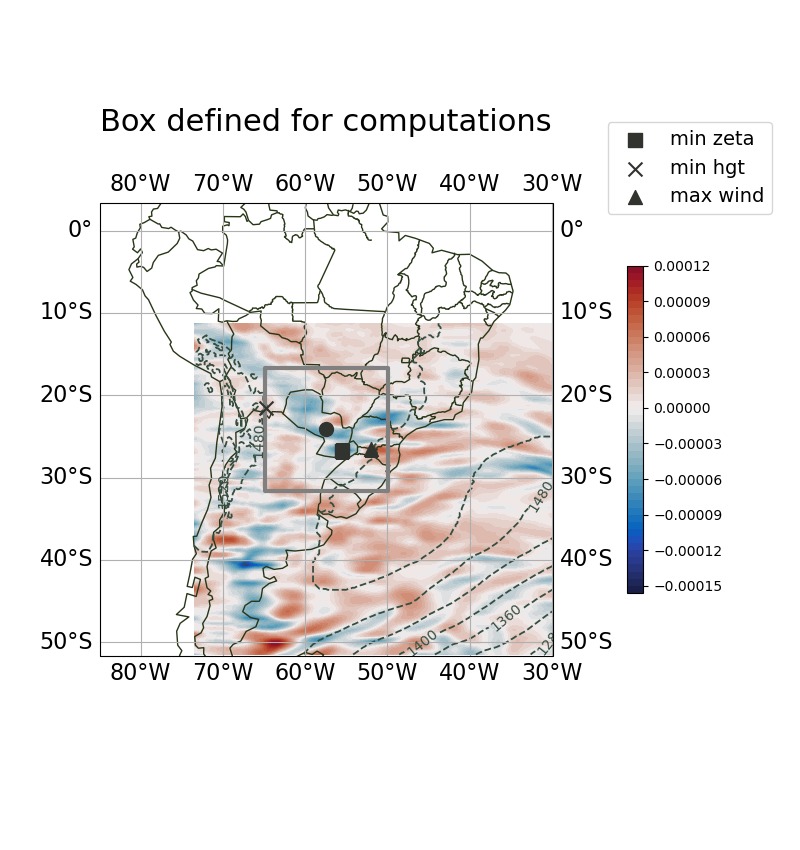 Box defined for computations
min zeta
min hgt
max wind
80°W 70°W 60°W 50°W 40°W 30°W
0° 0°
10°S 10°S
20°S 20°S
30°S 30°S
40°S 40°S
50°S 50°S
80°W 70°W 60°W 50°W 40°W 30°W
1480
1480
1360
1400
128
0.00012
0.00009
0.00006
0.00003
0.00000
−0.00003
−0.00006
−0.00009
−0.00012
−0.00015